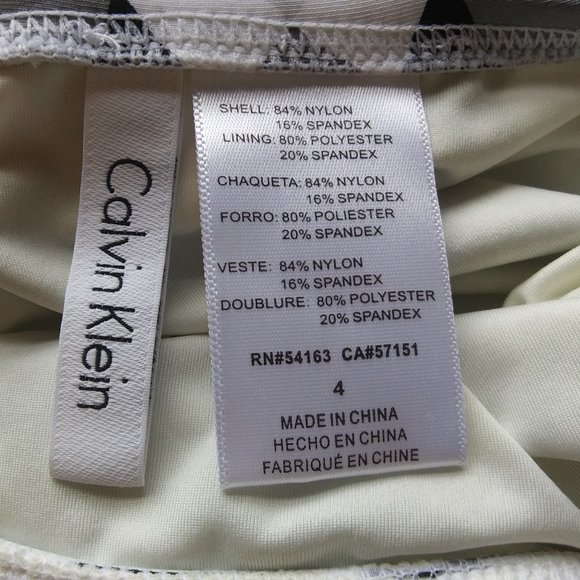 Calvin Klein
SHELL: 84% NYLON
16% SPANDEX
LINING: 80% POLYESTER
20% SPANDEX
CHAQUETA: 84% NYLON
16% SPANDEX
FORRO: 80% POLIESTER
20% SPANDEX
VESTE: 84% NYLON
16% SPANDEX
DOUBLURE: 80% POLYESTER
20% SPANDEX
RN#54163 CA#57151
4
MADE IN CHINA
HECHO EN CHINA
FABRIQUÉ EN CHINE